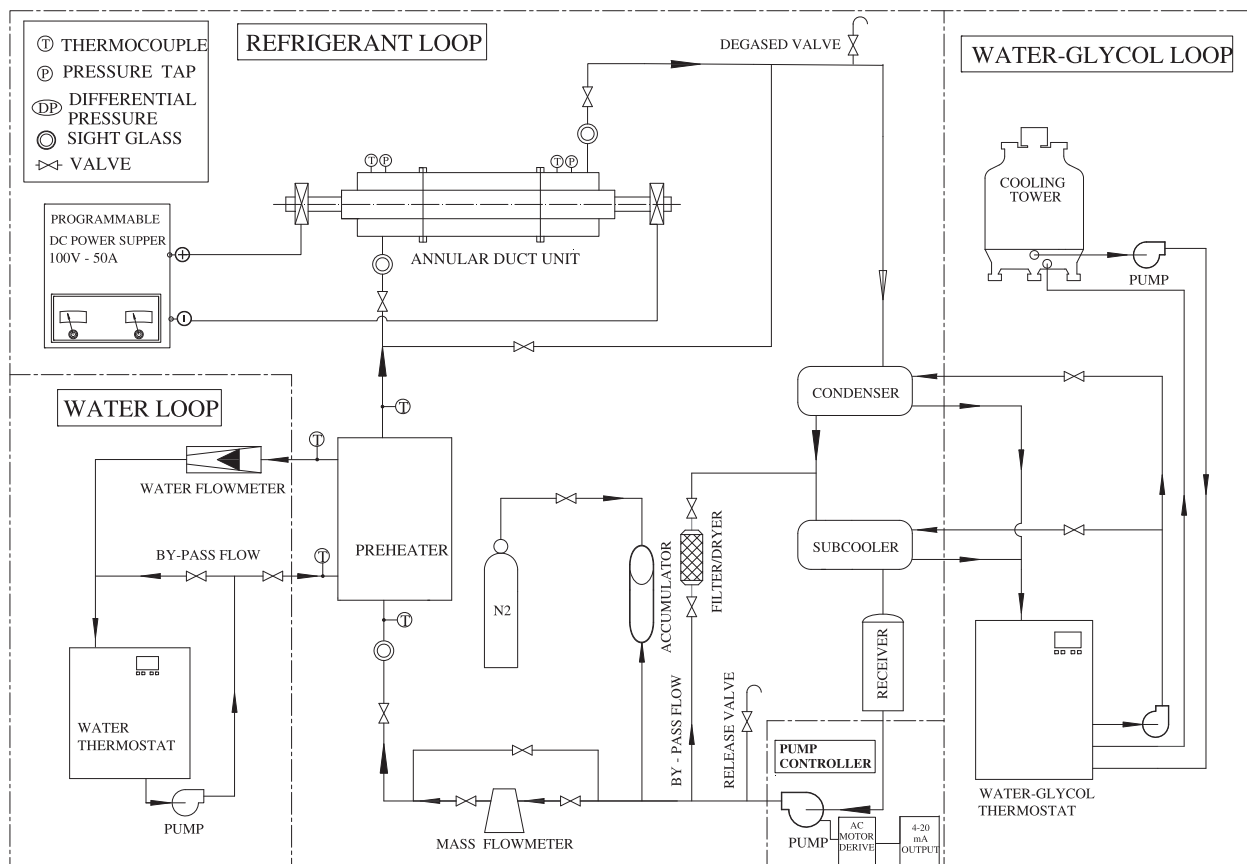 T THERMOCOUPLE
P PRESSURE TAP
DP DIFFERENTIAL
PRESSURE
SIGHT GLASS
VALVE
REFRIGERANT LOOP
DEGASED VALVE
WATER-GLYCOL LOOP
T P
T P
COOLING
TOWER
PUMP
PROGRAMMABLE
DC POWER SUPPER
100V - 50A
ANNULAR DUCT UNIT
WATER LOOP
CONDENSER
T
T
WATER FLOWMETER
PREHEATER
BY-PASS FLOW
T
T
N2
ACCUMULATOR
FILTER/DRYER
SUBCOOLER
RECEIVER
WATER
THERMOSTAT
PUMP
BY - PASS FLOW
RELEASE VALVE
PUMP
CONTROLLER
MASS FLOWMETER
PUMP
AC
MOTOR
DERIVE
4-20
mA
OUTPUT
WATER-GLYCOL
THERMOSTAT